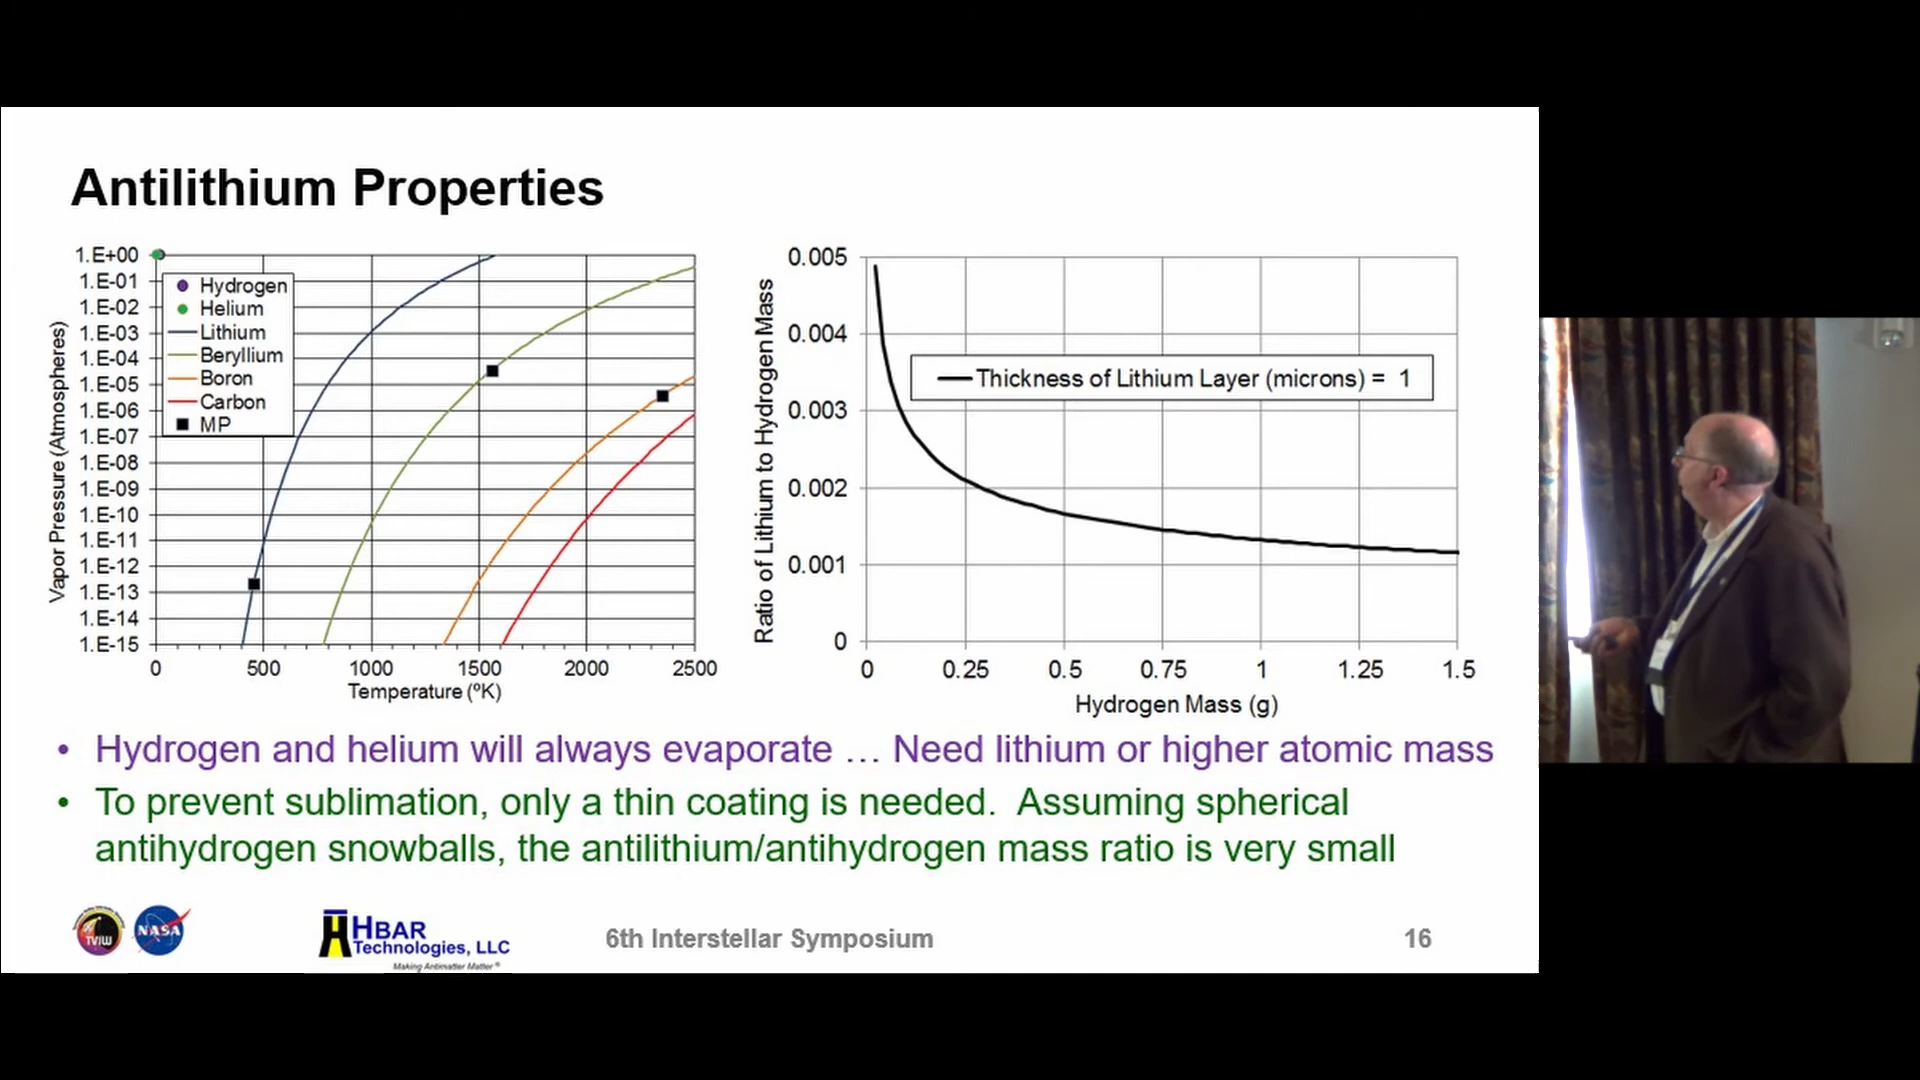 Antilithium Properties
1.E+00
1.E-01
1.E-02
1.E-03
1.E-04
1.E-05
1.E-06
1.E-07
1.E-08
1.E-09
1.E-10
1.E-11
1.E-12
1.E-13
1.E-14
1.E-15
Vapor Pressure (Atmospheres)
Hydrogen
Helium
Lithium
Beryllium
Boron
Carbon
MP
0 500 1000 1500 2000 2500
Temperature (ºK)
0.005
0.004
0.003
0.002
0.001
0
Ratio of Lithium to Hydrogen Mass
Thickness of Lithium Layer (microns) = 1
0 0.25 0.5 0.75 1 1.25 1.5
Hydrogen Mass (g)
• Hydrogen and helium will always evaporate … Need lithium or higher atomic mass
• To prevent sublimation, only a thin coating is needed. Assuming spherical
antihydrogen snowballs, the antilithium/antihydrogen mass ratio is very small
TVIW
NASA
HBAR
Technologies, LLC
Making Antimatter Matter ®
6th Interstellar Symposium
16